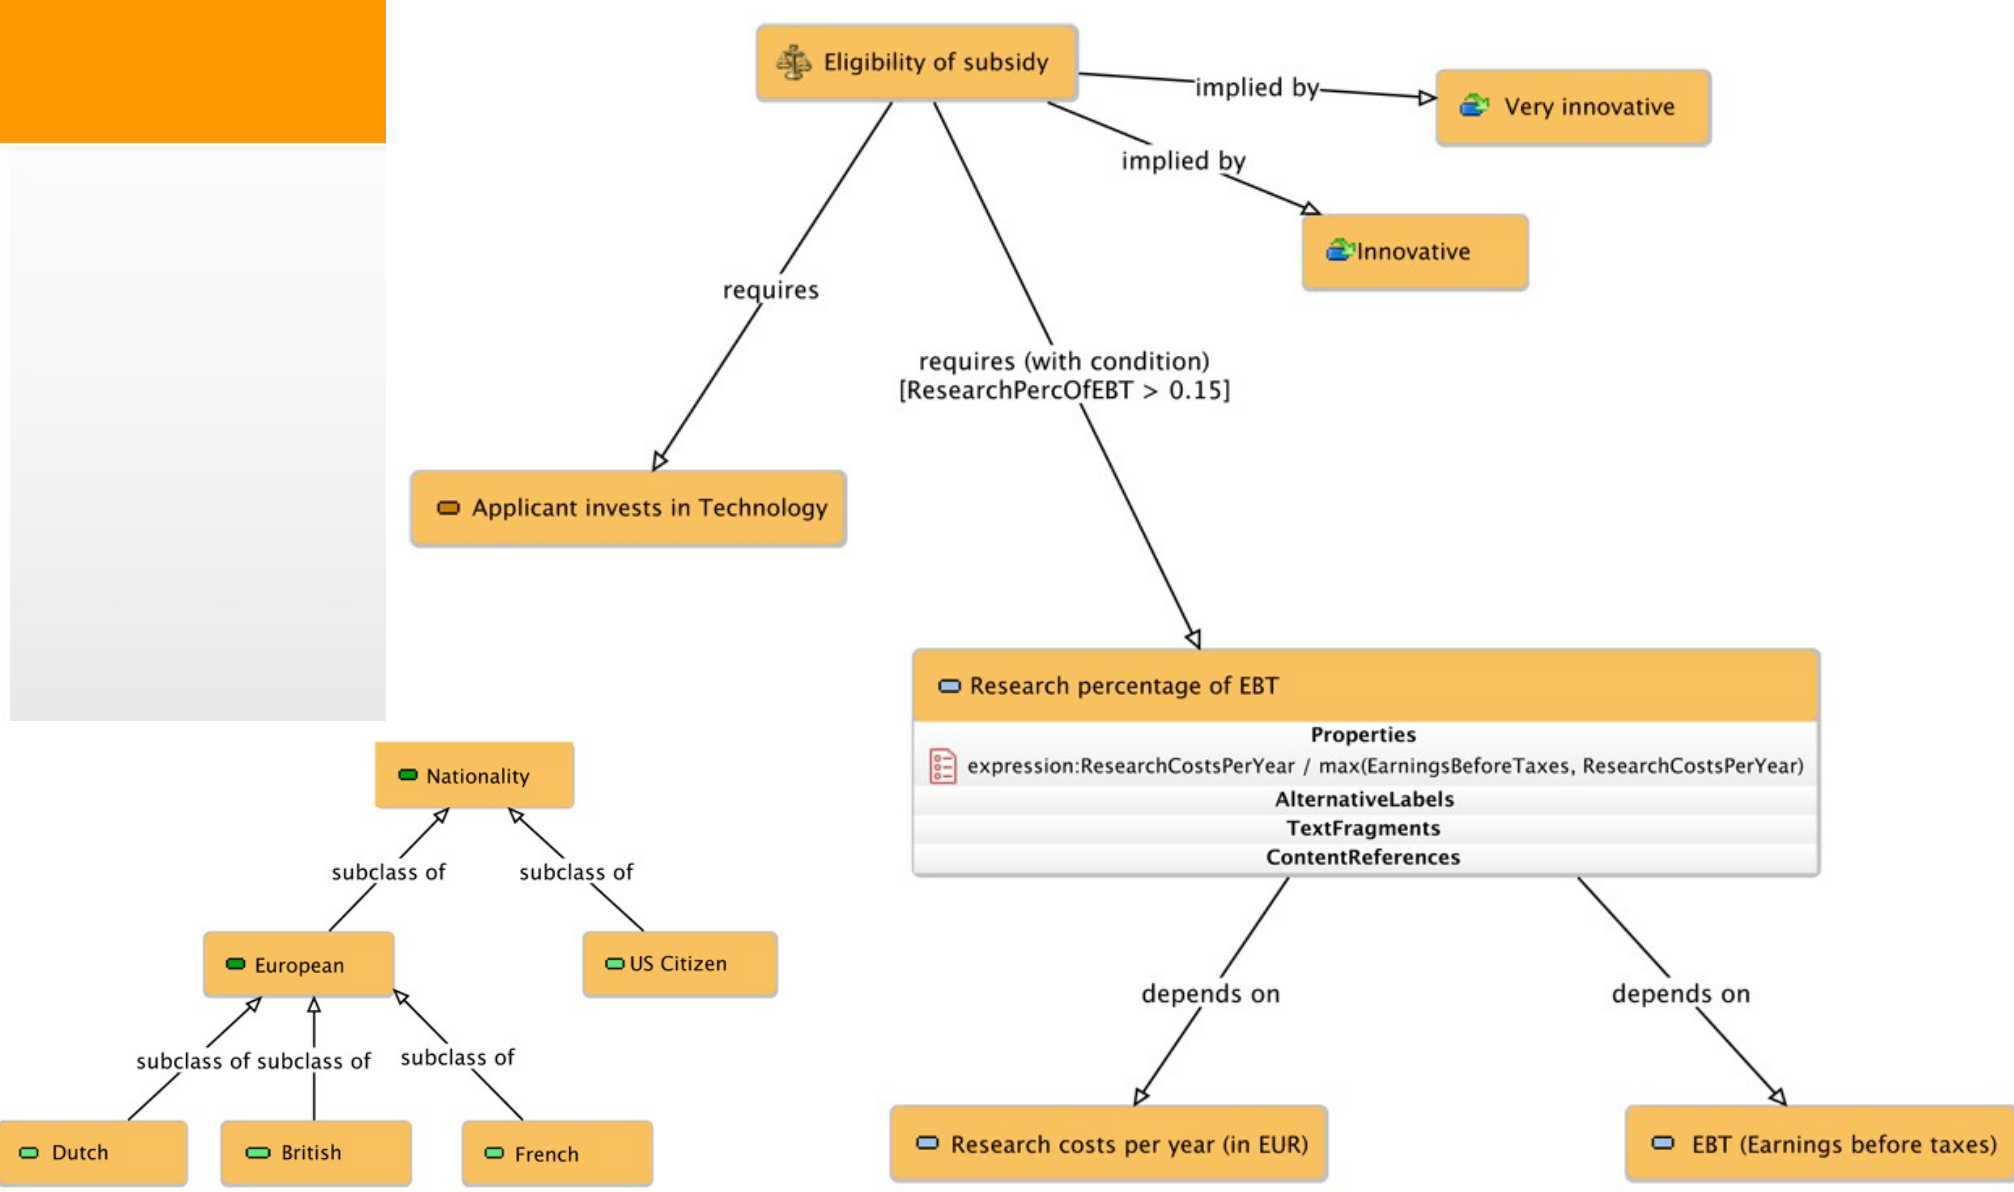 Eligibility of subsidy
implied by
Very innovative
implied by
Innovative
requires
requires (with condition)
[ResearchPercOfEBT > 0.15]
Applicant invests in Technology
Research percentage of EBT
Properties
expression:ResearchCostsPerYear / max(EarningsBeforeTaxes, ResearchCostsPerYear)
AlternativeLabels
TextFragments
ContentReferences
depends on
depends on
Research costs per year (in EUR)
EBT (Earnings before taxes)
Nationality
subclass of
subclass of
European
US Citizen
subclass of
subclass of
subclass of
Dutch
British
French